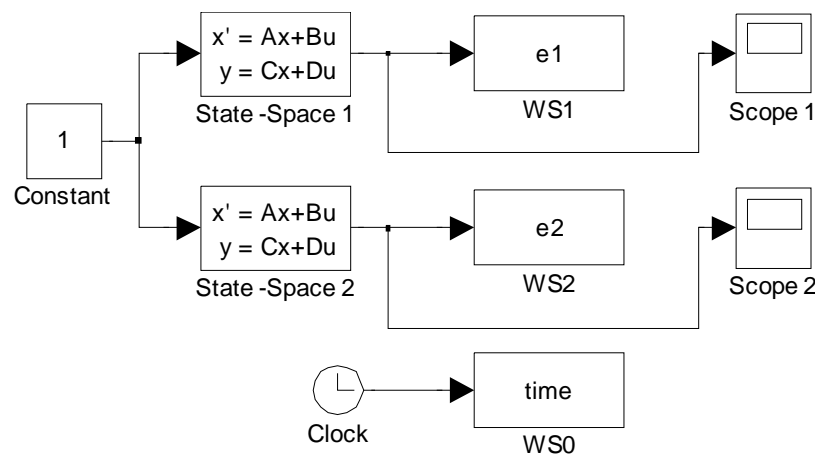 x' = Ax+Bu
y = Cx+Du
State -Space 1
e1
WS1
Scope 1
1
Constant
x' = Ax+Bu
y = Cx+Du
State -Space 2
e2
WS2
Scope 2
Clock
time
WS0